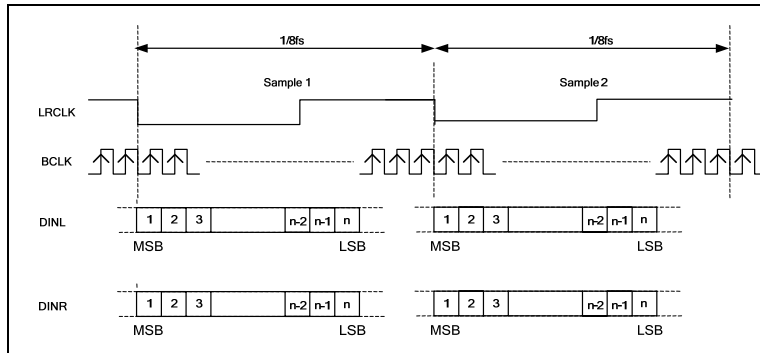 1/8fs 1/8fs
Sample 1 Sample 2
LRCLK
BCLK
DINL 1 2 3 n-2 n-1 n 1 2 3 n-2 n-1 n
MSB LSB MSB LSB
DINR 1 2 3 n-2 n-1 n 1 2 3 n-2 n-1 n
MSB LSB MSB LSB